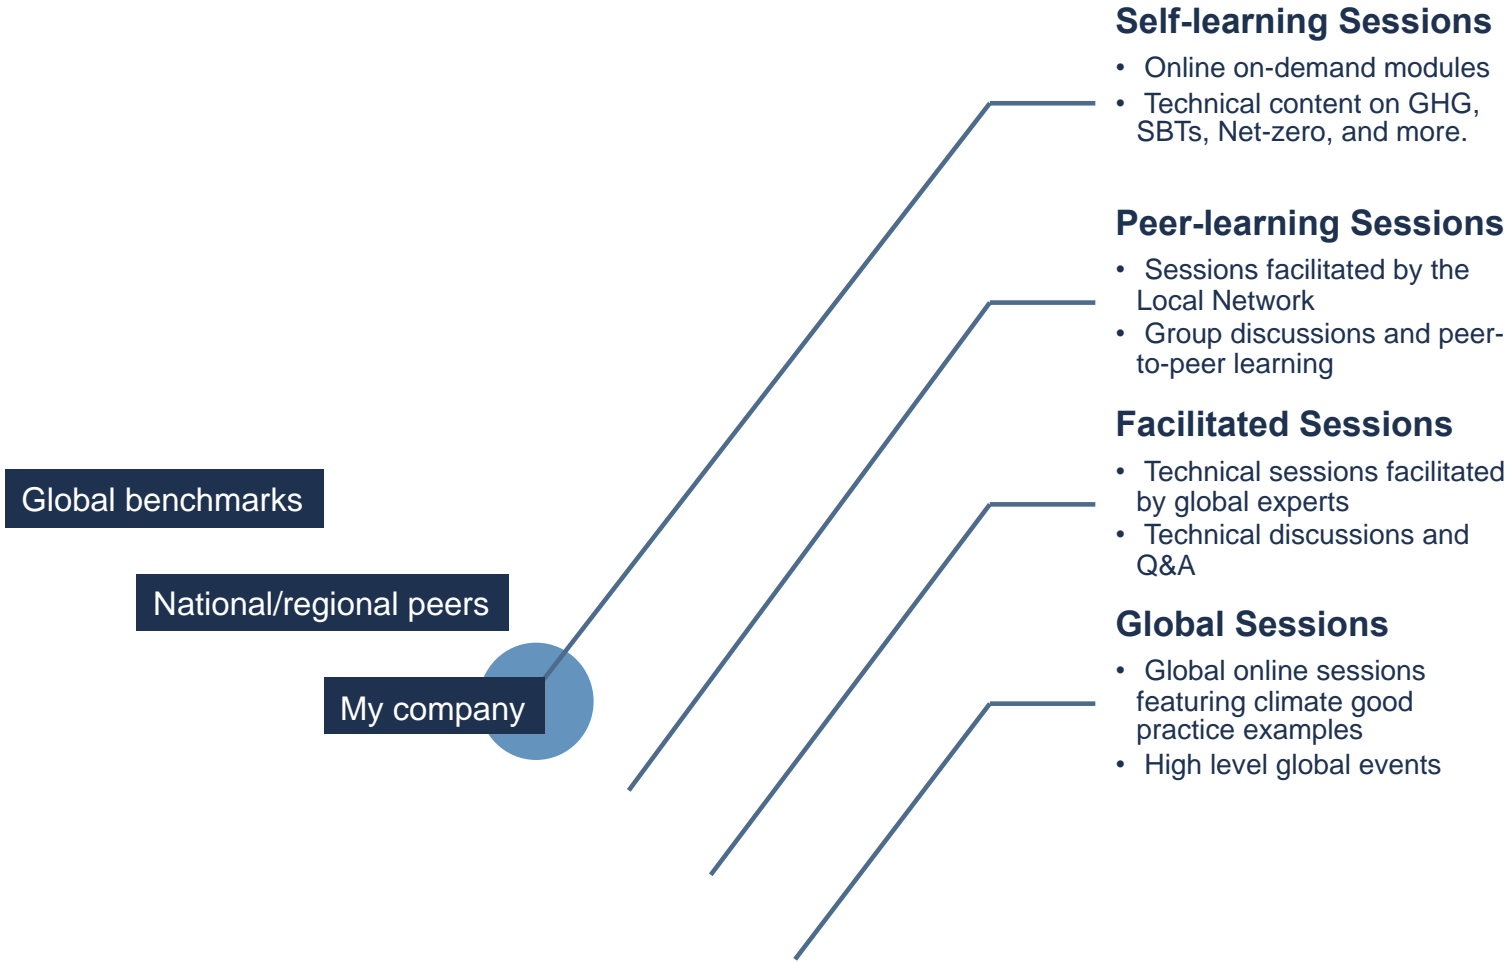 Self-learning Sessions
• Online on-demand modules
• Technical content on GHG,
SBTs, Net-zero, and more.
Peer-learning Sessions
• Sessions facilitated by the
Local Network
• Group discussions and peer-
to-peer learning
Facilitated Sessions
• Technical sessions facilitated
by global experts
• Technical discussions and
Q&A
Global Sessions
• Global online sessions
featuring climate good
practice examples
• High level global events
Global benchmarks
National/regional peers
My company